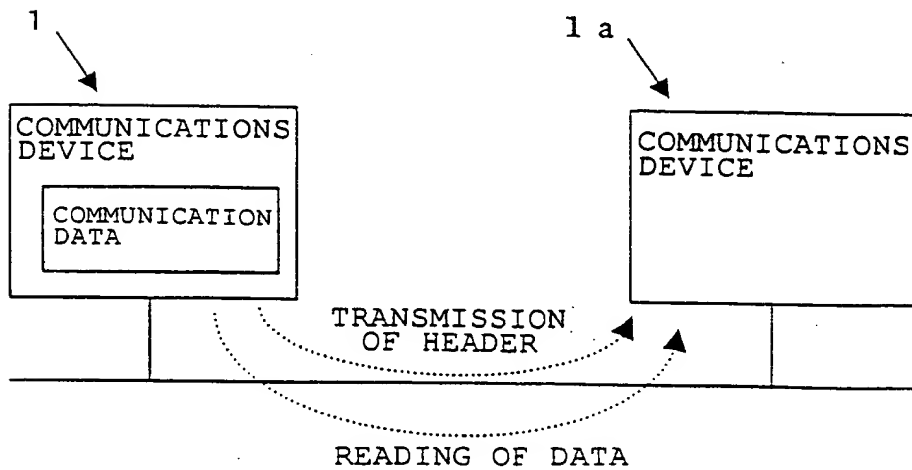 1
1 a
COMMUNICATIONS
DEVICE
COMMUNICATION
DATA
COMMUNICATIONS
DEVICE
TRANSMISSION
OF HEADER
READING OF DATA